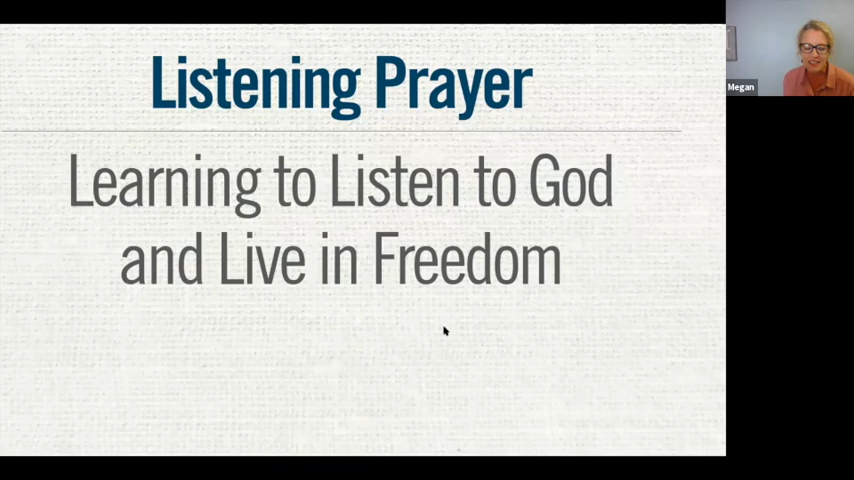 Listening Prayer
Learning to Listen to God
and Live in Freedom
Megan